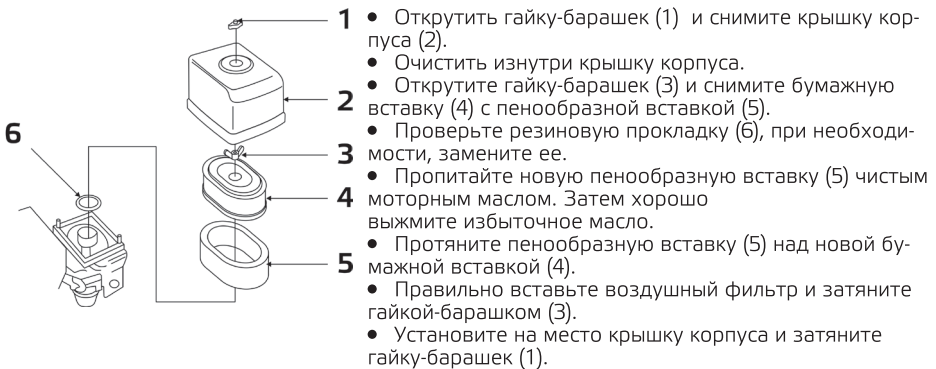 1
2
3
4
5
6
• Открутить гайку-барашек (1) и снимите крышку кор-
пуса (2).
• Очистить изнутри крышку корпуса.
• Открутите гайку-барашек (3) и снимите бумажную
вставку (4) с пенообразной вставкой (5).
• Проверьте резиновую прокладку (6), при необходи-
мости, замените ее.
• Пропитайте новую пенообразную вставку (5) чистым
моторным маслом. Затем хорошо
выжмите избыточное масло.
• Протяните пенообразную вставку (5) над новой бу-
мажной вставкой (4).
• Правильно вставьте воздушный фильтр и затяните
гайкой-барашком (3).
• Установите на место крышку корпуса и затяните
гайку-барашек (1).